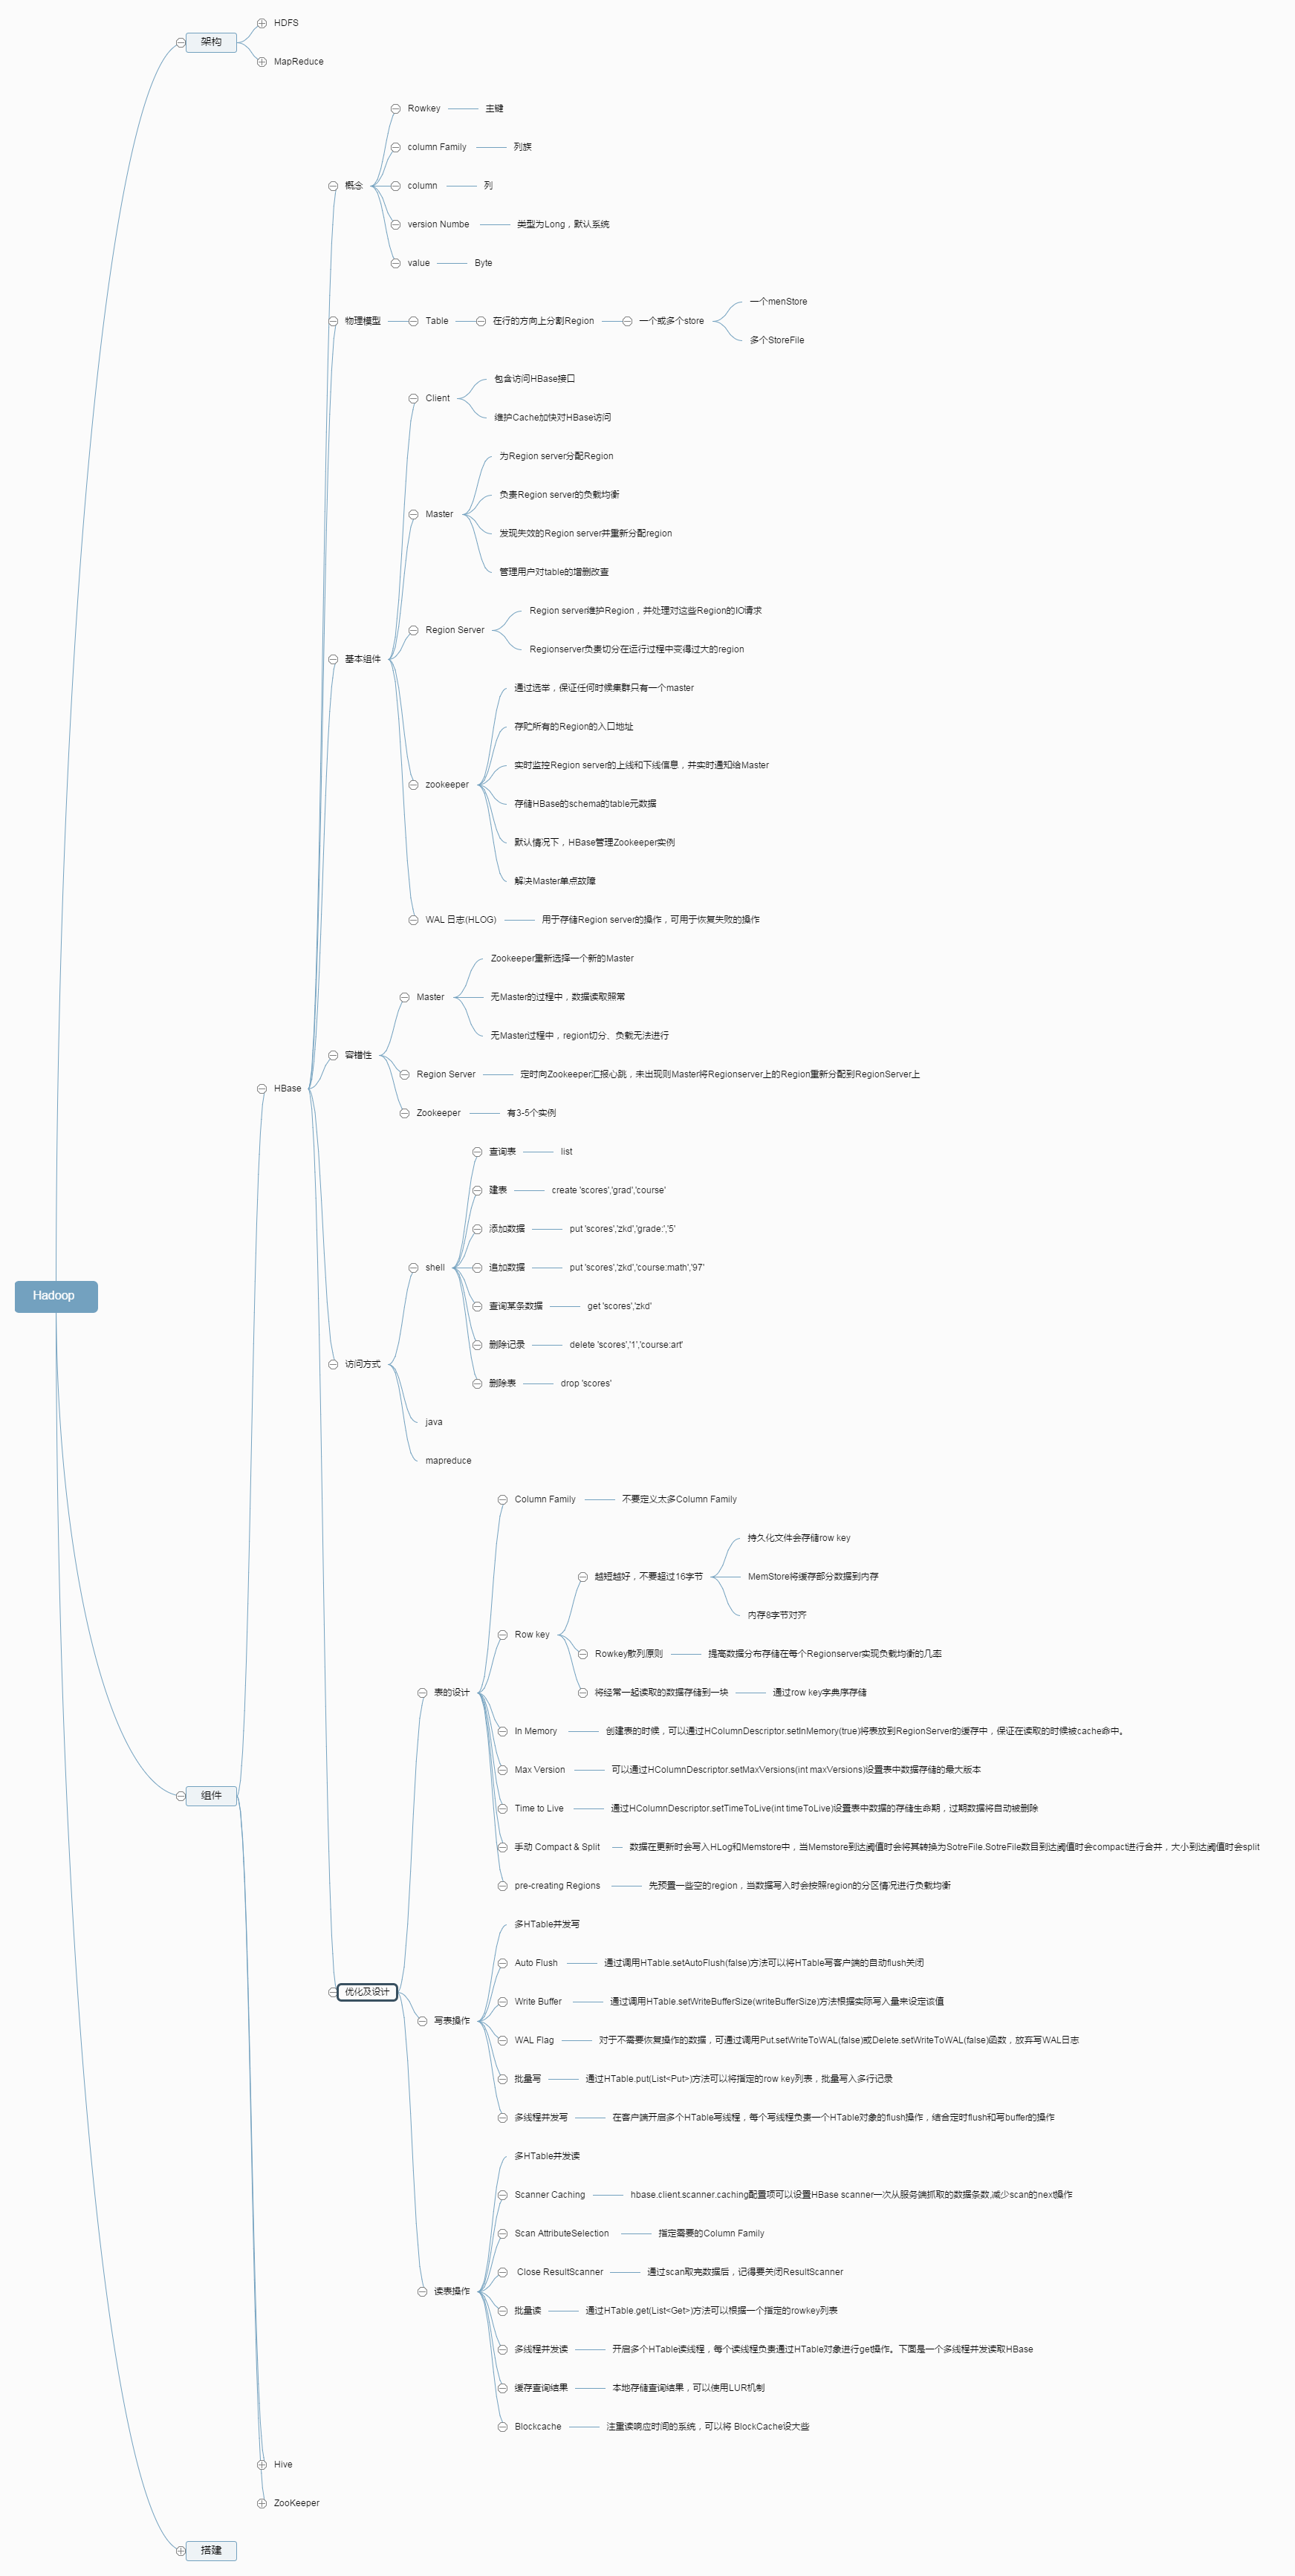 HDFS
架构
MapReduce
Rowkey 主键
column Family 列族
概念 column 列
version Numbe 类型为Long，默认系统
value Byte
一个menStore
物理模型 Table 在行的方向上分割Region 一个或多个store
多个StoreFile
包含访问HBase接口
Client
维护Cache加快对HBase访问
为Region server分配Region
负责Region server的负载均衡
Master
发现失效的Region server并重新分配region
管理用户对table的增删改查
Region server维护Region，并处理对这些Region的IO请求
Region Server
Regionserver负责切分在运行过程中变得过大的region
基本组件
通过选举，保证任何时候集群只有一个master
存贮所有的Region的入口地址
实时监控Region server的上线和下线信息，并实时通知给Master
zookeeper
存储HBase的schema的table元数据
默认情况下，HBase管理Zookeeper实例
解决Master单点故障
WAL 日志(HLOG) 用于存储Region server的操作，可用于恢复失败的操作
Zookeeper重新选择一个新的Master
Master 无Master的过程中，数据读取照常
无Master过程中，region切分、负载无法进行
容错性
Region Server 定时向Zookeeper汇报心跳，未出现则Master将Regionserver上的Region重新分配到RegionServer上
HBase
Zookeeper 有3-5个实例
查询表 list
建表 create 'scores','grad','course'
添加数据 put 'scores','zkd','grade:','5'
shell 追加数据 put 'scores','zkd','course:math','97'
Hadoop
查询某条数据 get 'scores','zkd'
删除记录 delete 'scores','1','course:art'
访问方式
删除表 drop 'scores'
java
mapreduce
Column Family 不要定义太多Column Family
持久化文件会存储row key
越短越好，不要超过16字节 MemStore将缓存部分数据到内存
内存8字节对齐
Row key
Rowkey散列原则 提高数据分布存储在每个Regionserver实现负载均衡的几率
将经常一起读取的数据存储到一块 通过row key字典序存储
表的设计
In Memory 创建表的时候，可以通过HColumnDescriptor.setInMemory(true)将表放到RegionServer的缓存中，保证在读取的时候被cache命中。
Max Version 可以通过HColumnDescriptor.setMaxVersions(int maxVersions)设置表中数据存储的最大版本
组件
Time to Live 通过HColumnDescriptor.setTimeToLive(int timeToLive)设置表中数据的存储生命期，过期数据将自动被删除
手动 Compact & Split 数据在更新时会写入HLog和Memstore中，当Memstore到达阈值时会将其转换为SotreFile.SotreFile数目到达阈值时会compact进行合并，大小到达阈值时会split
pre-creating Regions 先预置一些空的region，当数据写入时会按照region的分区情况进行负载均衡
多HTable并发写
Auto Flush 通过调用HTable.setAutoFlush(false)方法可以将HTable写客户端的自动flush关闭
优化及设计
Write Buffer 通过调用HTable.setWriteBufferSize(writeBufferSize)方法根据实际写入量来设定该值
写表操作
WAL Flag 对于不需要恢复操作的数据，可通过调用Put.setWriteToWAL(false)或Delete.setWriteToWAL(false)函数，放弃写WAL日志
批量写 通过HTable.put(List<Put>)方法可以将指定的row key列表，批量写入多行记录
多线程并发写 在客户端开启多个HTable写线程，每个写线程负责一个HTable对象的flush操作，结合定时flush和写buffer的操作
多HTable并发读
Scanner Caching hbase.client.scanner.caching配置项可以设置HBase scanner一次从服务端抓取的数据条数,减少scan的next操作
Scan AttributeSelection 指定需要的Column Family
Close ResultScanner 通过scan取完数据后，记得要关闭ResultScanner
读表操作
批量读 通过HTable.get(List<Get>)方法可以根据一个指定的rowkey列表
多线程并发读 开启多个HTable读线程，每个读线程负责通过HTable对象进行get操作。下面是一个多线程并发读取HBase
缓存查询结果 本地存储查询结果，可以使用LUR机制
Blockcache 注重读响应时间的系统，可以将 BlockCache设大些
Hive
ZooKeeper
搭建